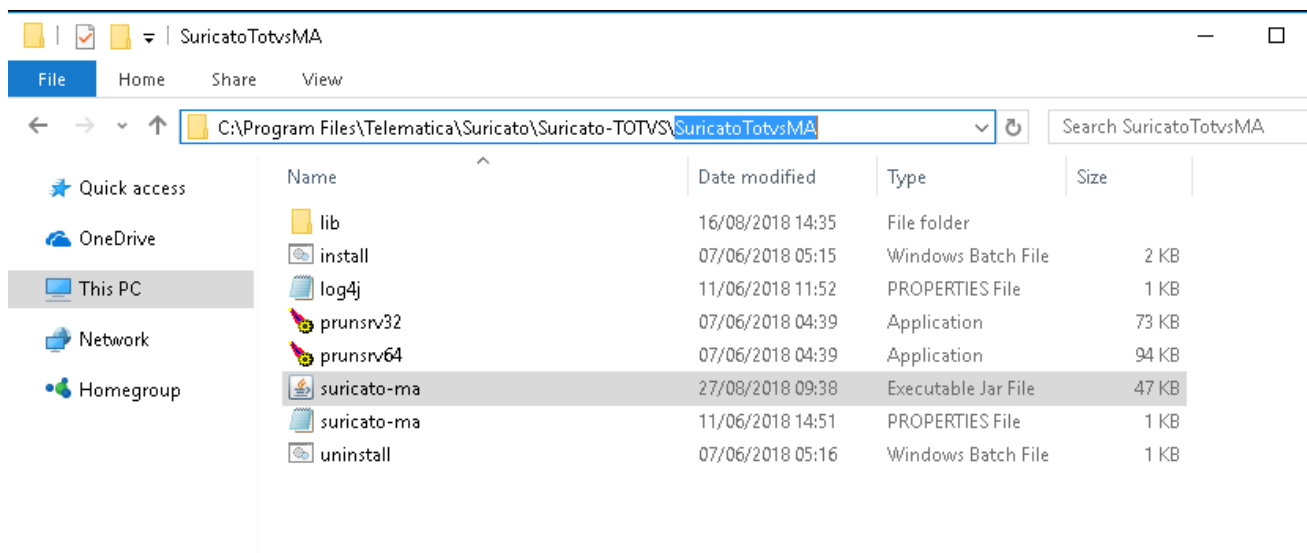 SuricatoTotvsMA
File Home Share View
C:\Program Files\Telematica\Suricato\Suricato-TOTVS\SuricatoTotvsMA Search SuricatoTotvsMA
Quick access
OneDrive
This PC
Network
Homegroup
Name Date modified Type Size
lib 16/08/2018 14:35 File folder
install 07/06/2018 05:15 Windows Batch File 2 KB
log4j 11/06/2018 11:52 PROPERTIES File 1 KB
prunsrv32 07/06/2018 04:39 Application 73 KB
prunsrv64 07/06/2018 04:39 Application 94 KB
suricato-ma 27/08/2018 09:38 Executable Jar File 47 KB
suricato-ma 11/06/2018 14:51 PROPERTIES File 1 KB
uninstall 07/06/2018 05:16 Windows Batch File 1 KB